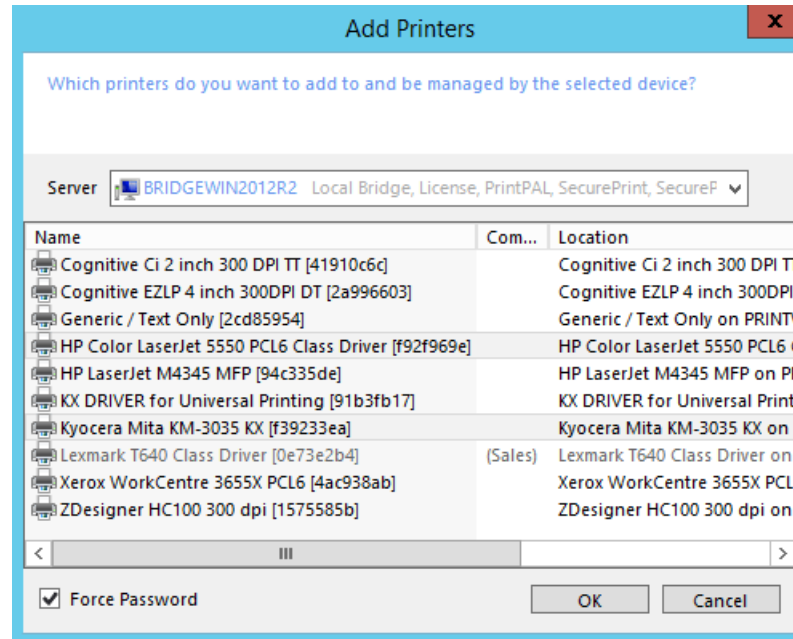 Add Printers
x
Which printers do you want to add to and be managed by the selected device?
Server BRIDGEWIN2012R2 Local Bridge, License, PrintPAL, SecurePrint, SecureP
Name Com... Location
Cognitive Ci 2 inch 300 DPI TT [41910c6c] Cognitive Ci 2 inch 300 DPI T
Cognitive EZLP 4 inch 300DPI DT [2a996603] Cognitive EZLP 4 inch 300DPI
Generic / Text Only [2cd85954] Generic / Text Only on PRINT
HP Color LaserJet 5550 PCL6 Class Driver [f92f969e] HP Color LaserJet 5550 PCL6
HP LaserJet M4345 MFP [94c335de] HP LaserJet M4345 MFP on P
KX DRIVER for Universal Printing [91b3fb17] KX DRIVER for Universal Print
Kyocera Mita KM-3035 KX [f39233ea] Kyocera Mita KM-3035 KX on
Lexmark T640 Class Driver [0e73e2b4] (Sales) Lexmark T640 Class Driver on
Xerox WorkCentre 3655X PCL6 [4ac938ab] Xerox WorkCentre 3655X PCL
ZDesigner HC100 300 dpi [1575585b] ZDesigner HC100 300 dpi on
Force Password OK Cancel